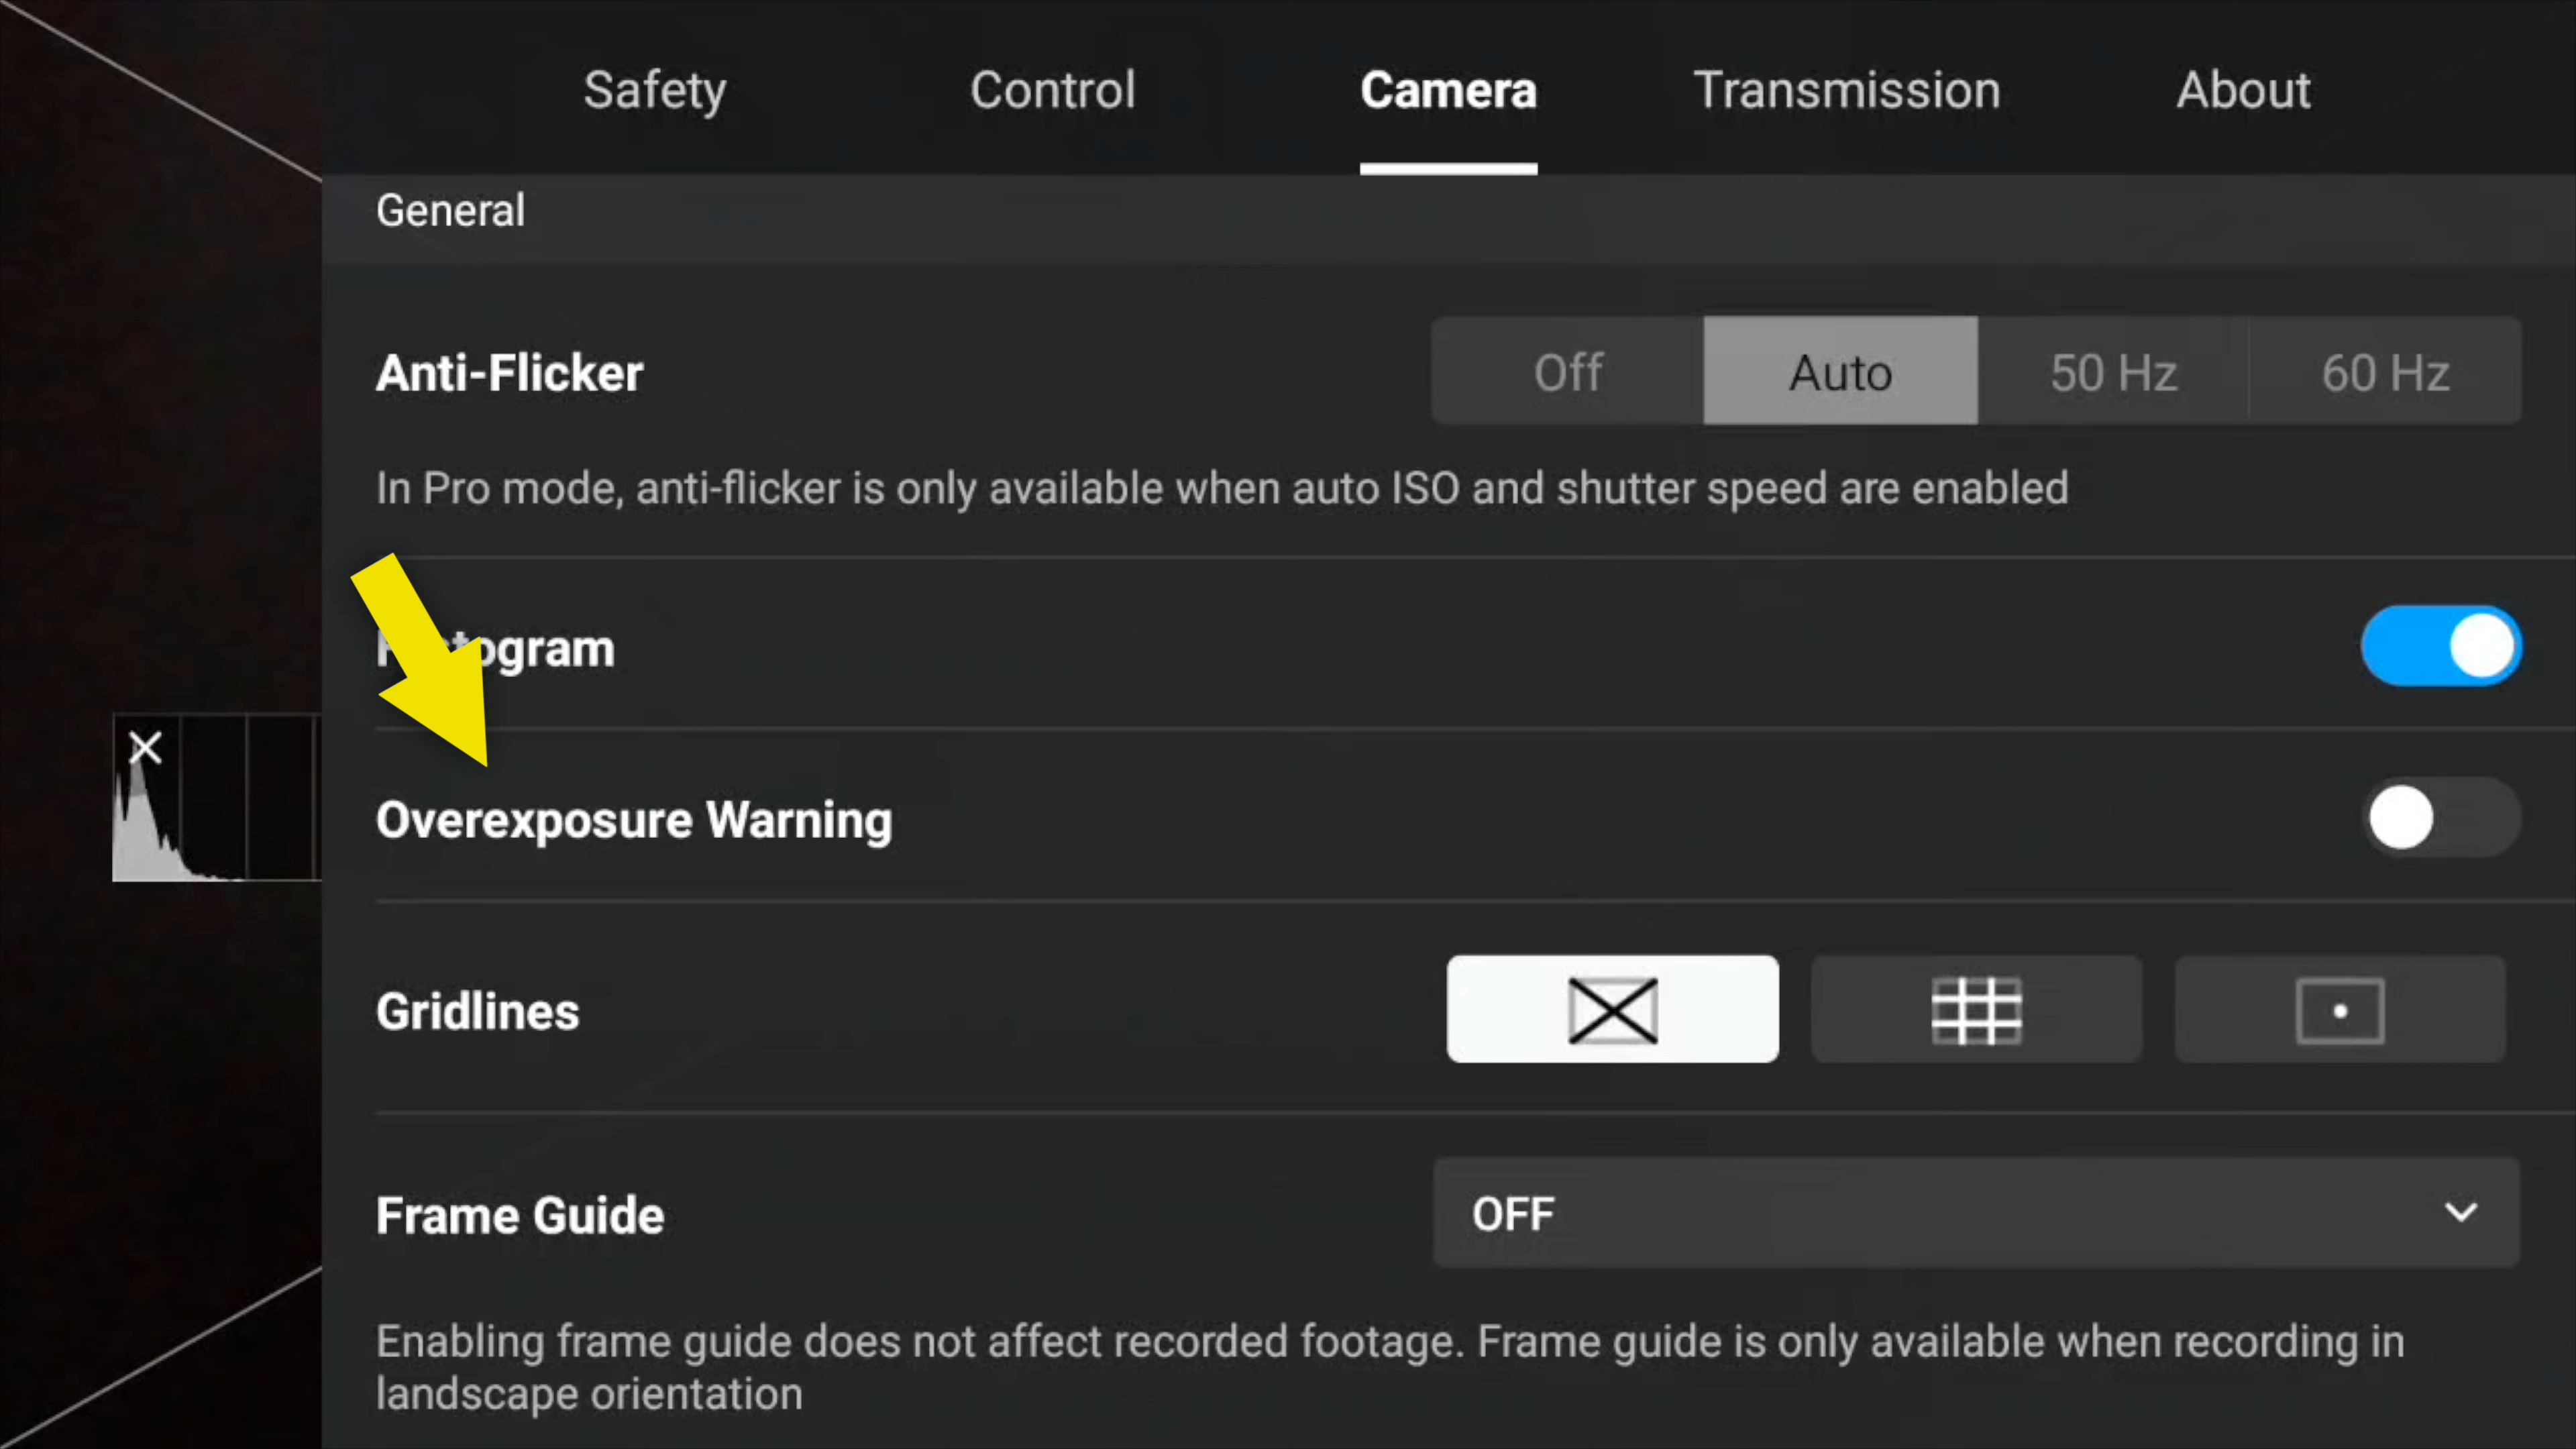 Safety Control Camera Transmission About
General
Anti-Flicker Off Auto 50 Hz 60 Hz
In Pro mode, anti-flicker is only available when auto ISO and shutter speed are enabled
Overexposure Warning
Gridlines
Frame Guide OFF
Enabling frame guide does not affect recorded footage. Frame guide is only available when recording in
landscape orientation